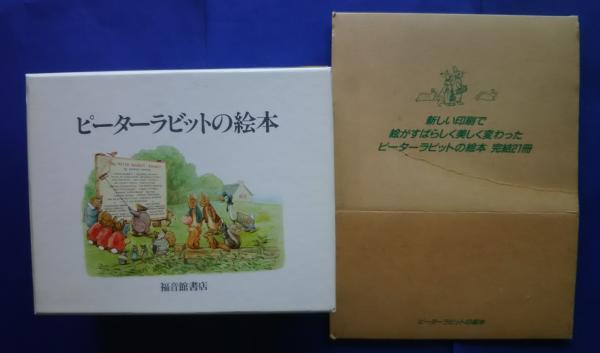 ピーターラビットの絵本
福音館書店
新しい印刷で
絵がすばらしく美しく変わった
ピーターラビットの絵本 完結21冊
ピーターラビットの絵本